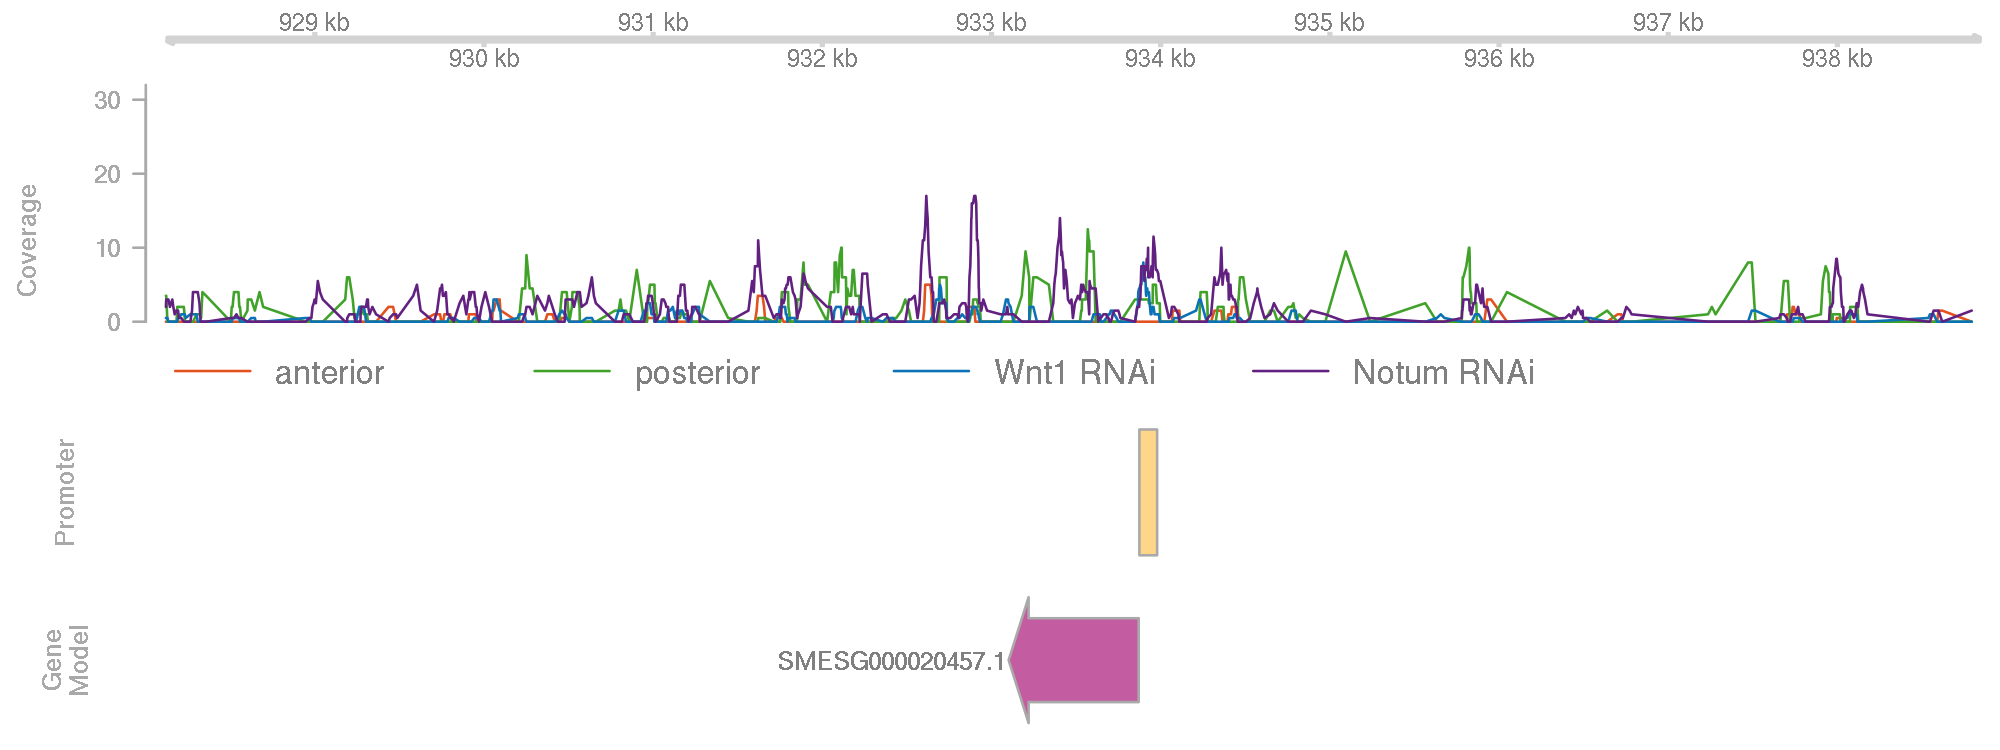 929 kb 931 kb 933 kb 935 kb 937 kb
930 kb 932 kb 934 kb 936 kb 938 kb
30
20
10
0
Coverage
anterior posterior Wnt1 RNAi Notum RNAi
Promoter
Gene
Model
SMESG000020457.1